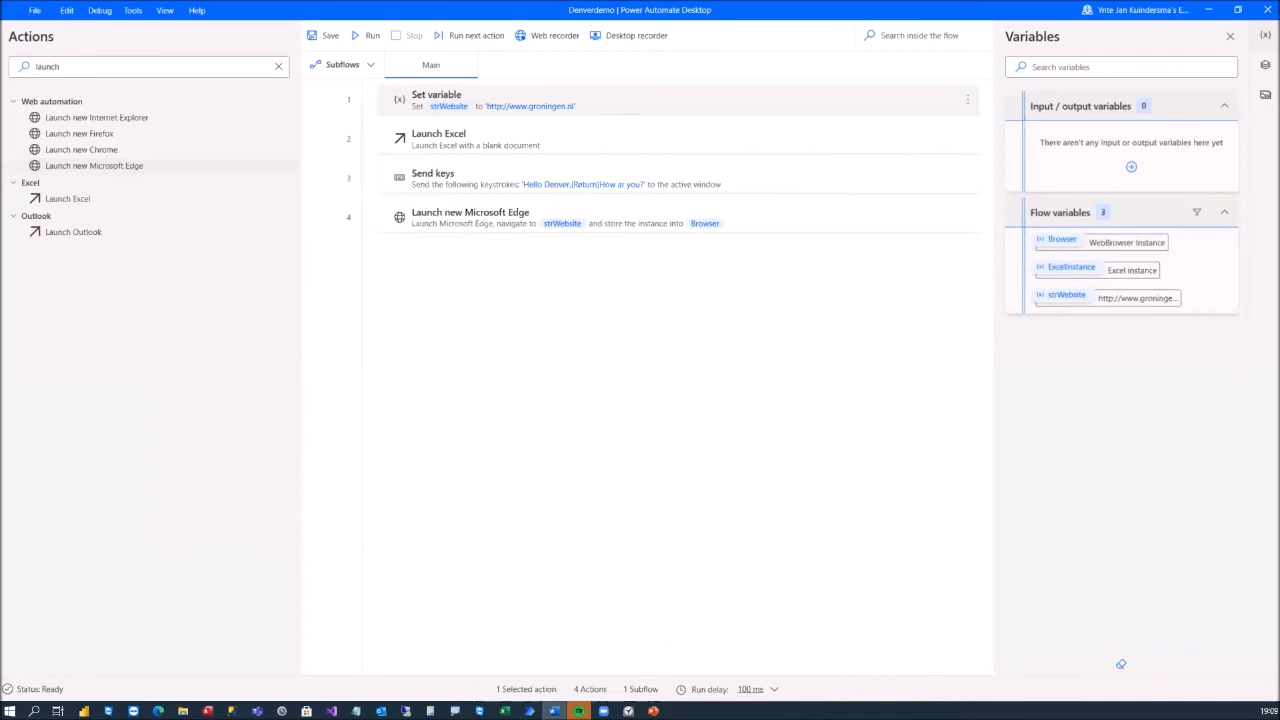 File Edit Debug Tools View Help
Denverdemo | Power Automate Desktop
Ynte Jan Kuindersma's E...
Actions
launch
Web automation
Launch new Internet Explorer
Launch new Firefox
Launch new Chrome
Launch new Microsoft Edge
Excel
Launch Excel
Outlook
Launch Outlook
Save Run Stop Run next action Web recorder Desktop recorder
Search inside the flow
Subflows
Main
1
Set variable
Set strWebsite to 'http://www.groningen.nl'
2
Launch Excel
Launch Excel with a blank document
3
Send keys
Send the following keystrokes: 'Hello Denver,{Return}How ar you?' to the active window
4
Launch new Microsoft Edge
Launch Microsoft Edge, navigate to strWebsite and store the instance into Browser
Variables
{x}
Search variables
Input / output variables 0
There aren't any input or output variables here yet
Flow variables 3
(x) Browser WebBrowser Instance
(x) ExcelInstance Excel instance
(x) strWebsite http://www.groninge...
Status: Ready
1 Selected action 4 Actions 1 Subflow Run delay: 100 ms
19:09